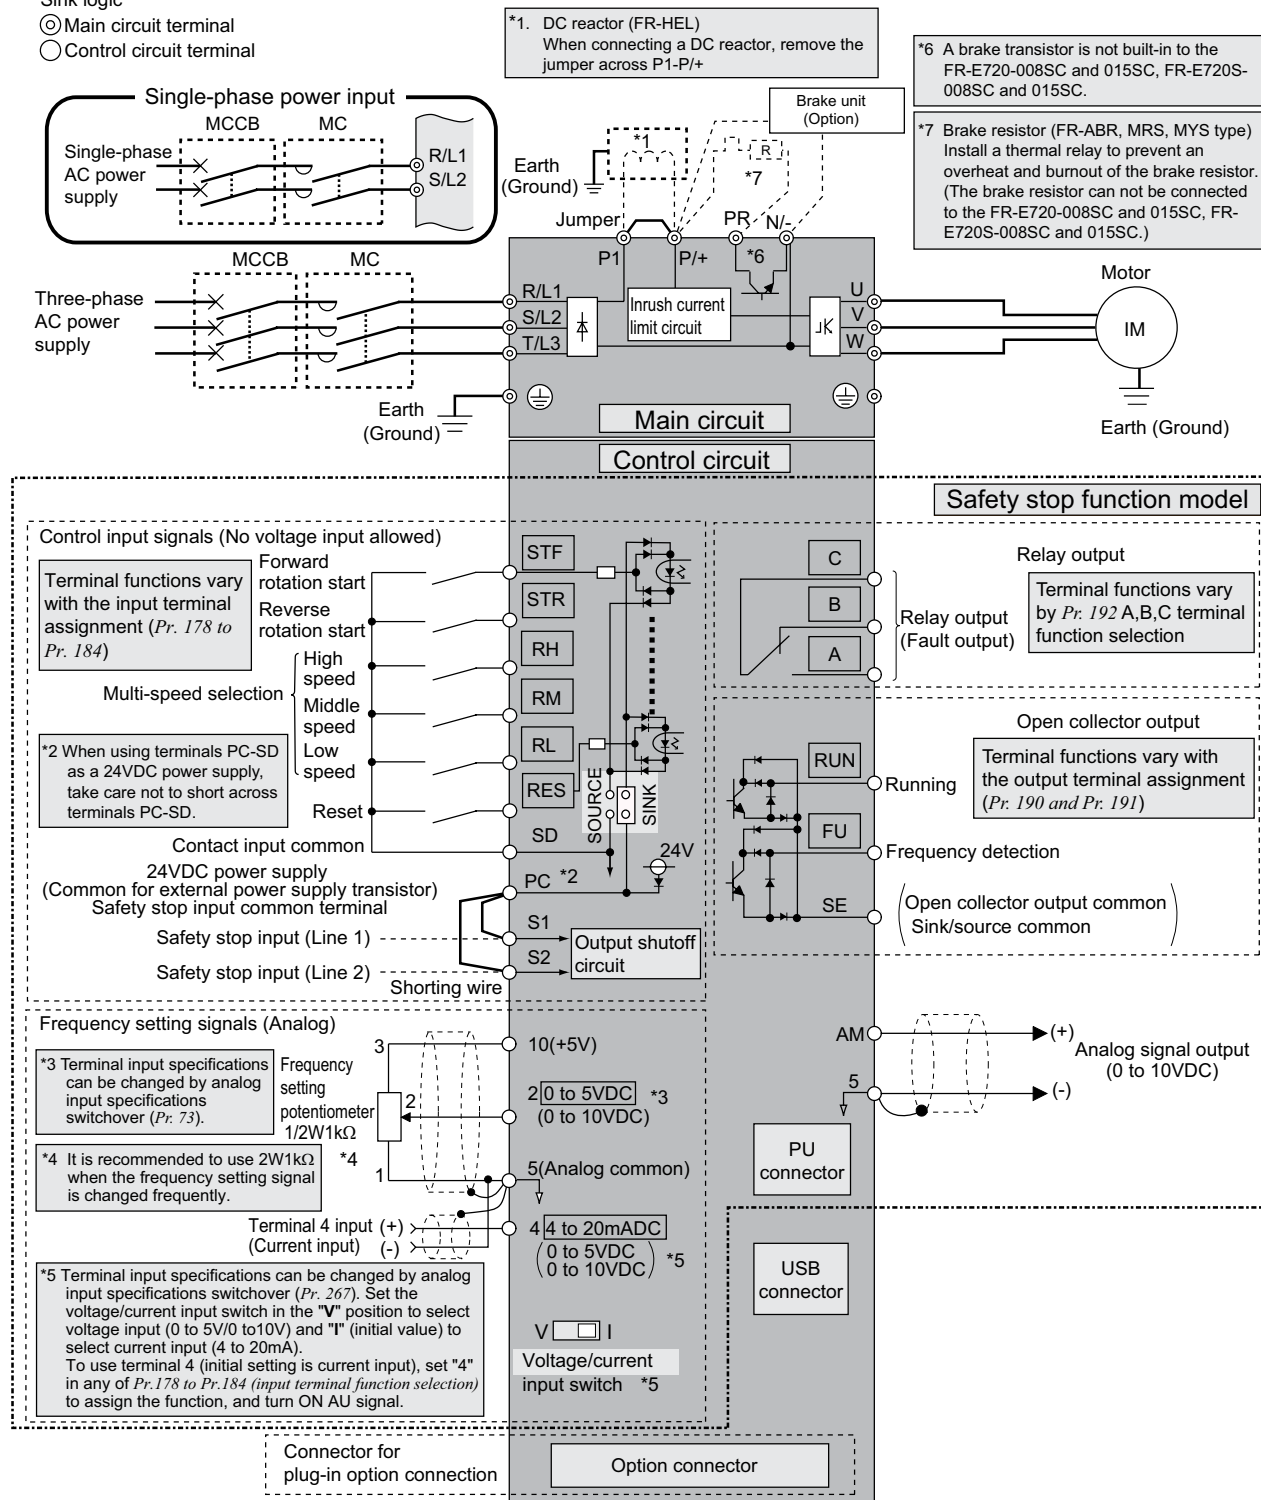 Sink logic
Main circuit terminal
Control circuit terminal
*1. DC reactor (FR-HEL)
When connecting a DC reactor, remove the
jumper across P1-P/+
*6 A brake transistor is not built-in to the
FR-E720-008SC and 015SC, FR-E720S-
008SC and 015SC.
*7 Brake resistor (FR-ABR, MRS, MYS type)
Install a thermal relay to prevent an
overheat and burnout of the brake resistor.
(The brake resistor can not be connected
to the FR-E720-008SC and 015SC, FR-
E720S-008SC and 015SC.)
Single-phase power input
MCCB
MC
Single-phase
AC power
supply
R/L1
S/L2
Brake unit
(Option)
*1
R
*7
Earth
(Ground)
Jumper
PR
N/-
P1
P/+
*6
MCCB
MC
Three-phase
AC power
supply
R/L1
S/L2
T/L3
Inrush current
limit circuit
U
V
W
Motor
IM
Earth
(Ground)
Earth (Ground)
Main circuit
Control circuit
Safety stop function model
Control input signals (No voltage input allowed)
Terminal functions vary
with the input terminal
assignment (Pr. 178 to
Pr. 184)
Forward
rotation start
Reverse
rotation start
Multi-speed selection
High
speed
Middle
speed
Low
speed
*2 When using terminals PC-SD
as a 24VDC power supply,
take care not to short across
terminals PC-SD.
Reset
Contact input common
24VDC power supply
(Common for external power supply transistor)
Safety stop input common terminal
Safety stop input (Line 1)
Safety stop input (Line 2)
Shorting wire
STF
STR
RH
RM
RL
RES
SD
PC *2
S1
S2
SOURCE
SINK
24V
Output shutoff
circuit
C
B
A
Relay output
Relay output
(Fault output)
Terminal functions vary
by Pr. 192 A,B,C terminal
function selection
Open collector output
Terminal functions vary with
the output terminal assignment
(Pr. 190 and Pr. 191)
RUN
Running
FU
Frequency detection
SE
Open collector output common
Sink/source common
Frequency setting signals (Analog)
*3 Terminal input specifications
can be changed by analog
input specifications
switchover (Pr. 73).
Frequency
setting
potentiometer
1/2W1kΩ
*4
3
2
1
*4 It is recommended to use 2W1kΩ
when the frequency setting signal
is changed frequently.
10(+5V)
2 0 to 5VDC *3
(0 to 10VDC)
5(Analog common)
Terminal 4 input (+)
(Current input) (-)
4 4 to 20mADC
0 to 5VDC
0 to 10VDC
*5
*5 Terminal input specifications can be changed by analog
input specifications switchover (Pr. 267). Set the
voltage/current input switch in the "V" position to select
voltage input (0 to 5V/0 to10V) and "I" (initial value) to
select current input (4 to 20mA).
To use terminal 4 (initial setting is current input), set "4"
in any of Pr.178 to Pr.184 (input terminal function selection)
to assign the function, and turn ON AU signal.
V I
Voltage/current
input switch *5
AM
5
(+)
(-)
Analog signal output
(0 to 10VDC)
PU
connector
USB
connector
Connector for
plug-in option connection
Option connector